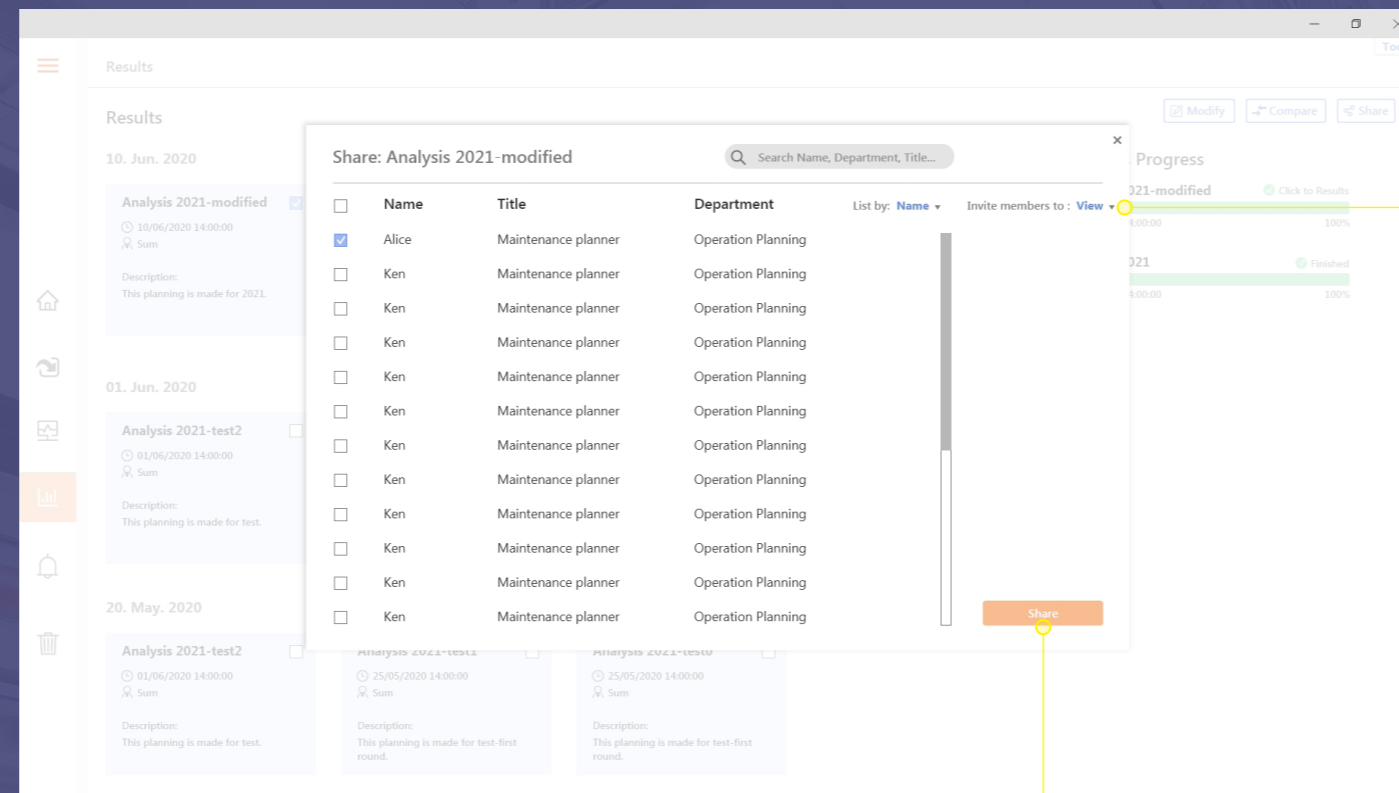 Too
Results
Results
Modify
Compare
Share
10. Jun. 2020
Analysis 2021-modified
10/06/2020 14:00:00
Sum
Description:
This planning is made for 2021.
01. Jun. 2020
Analysis 2021-test2
01/06/2020 14:00:00
Sum
Description:
This planning is made for test.
20. May. 2020
Analysis 2021-test2
01/06/2020 14:00:00
Sum
Description:
This planning is made for test.
Analysis 2021-test1
25/05/2020 14:00:00
Sum
Description:
This planning is made for test-first
round.
Analysis 2021-test0
25/05/2020 14:00:00
Sum
Description:
This planning is made for test-first
round.
Share: Analysis 2021-modified
Search Name, Department, Title...
Name Title Department List by: Name Invite members to : View
Alice Maintenance planner Operation Planning
Ken Maintenance planner Operation Planning
Ken Maintenance planner Operation Planning
Ken Maintenance planner Operation Planning
Ken Maintenance planner Operation Planning
Ken Maintenance planner Operation Planning
Ken Maintenance planner Operation Planning
Ken Maintenance planner Operation Planning
Ken Maintenance planner Operation Planning
Ken Maintenance planner Operation Planning
Ken Maintenance planner Operation Planning
Ken Maintenance planner Operation Planning
Share
Progress
021-modified Click to Results
4:00:00 100%
021 Finished
4:00:00 100%